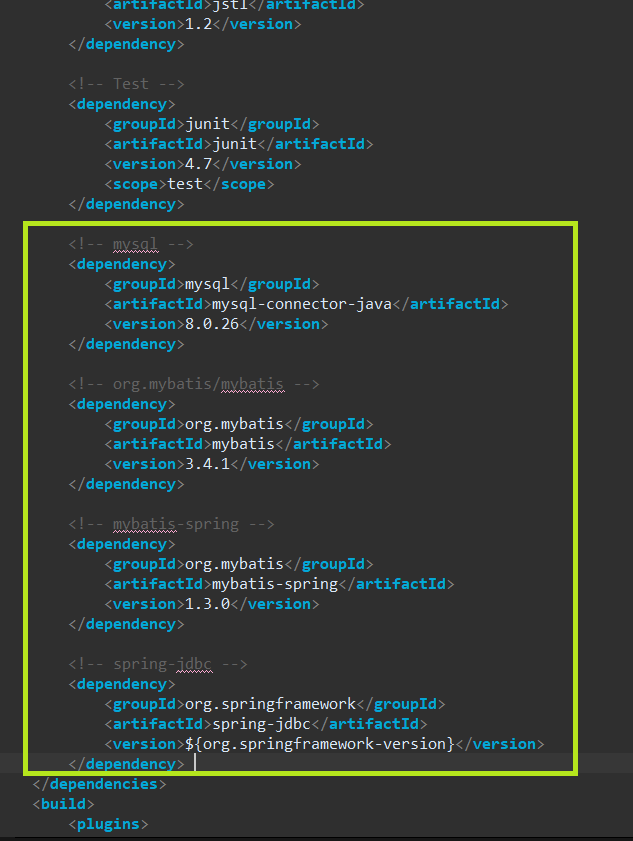 <artifactId>jstl</artifactId>
<version>1.2</version>
</dependency>
<!-- Test -->
<dependency>
<groupId>junit</groupId>
<artifactId>junit</artifactId>
<version>4.7</version>
<scope>test</scope>
</dependency>
<!-- mysql -->
<dependency>
<groupId>mysql</groupId>
<artifactId>mysql-connector-java</artifactId>
<version>8.0.26</version>
</dependency>
<!-- org.mybatis/mybatis -->
<dependency>
<groupId>org.mybatis</groupId>
<artifactId>mybatis</artifactId>
<version>3.4.1</version>
</dependency>
<!-- mybatis-spring -->
<dependency>
<groupId>org.mybatis</groupId>
<artifactId>mybatis-spring</artifactId>
<version>1.3.0</version>
</dependency>
<!-- spring-jdbc -->
<dependency>
<groupId>org.springframework</groupId>
<artifactId>spring-jdbc</artifactId>
<version>${org.springframework-version}</version>
</dependency>
</dependencies>
<build>
<plugins>